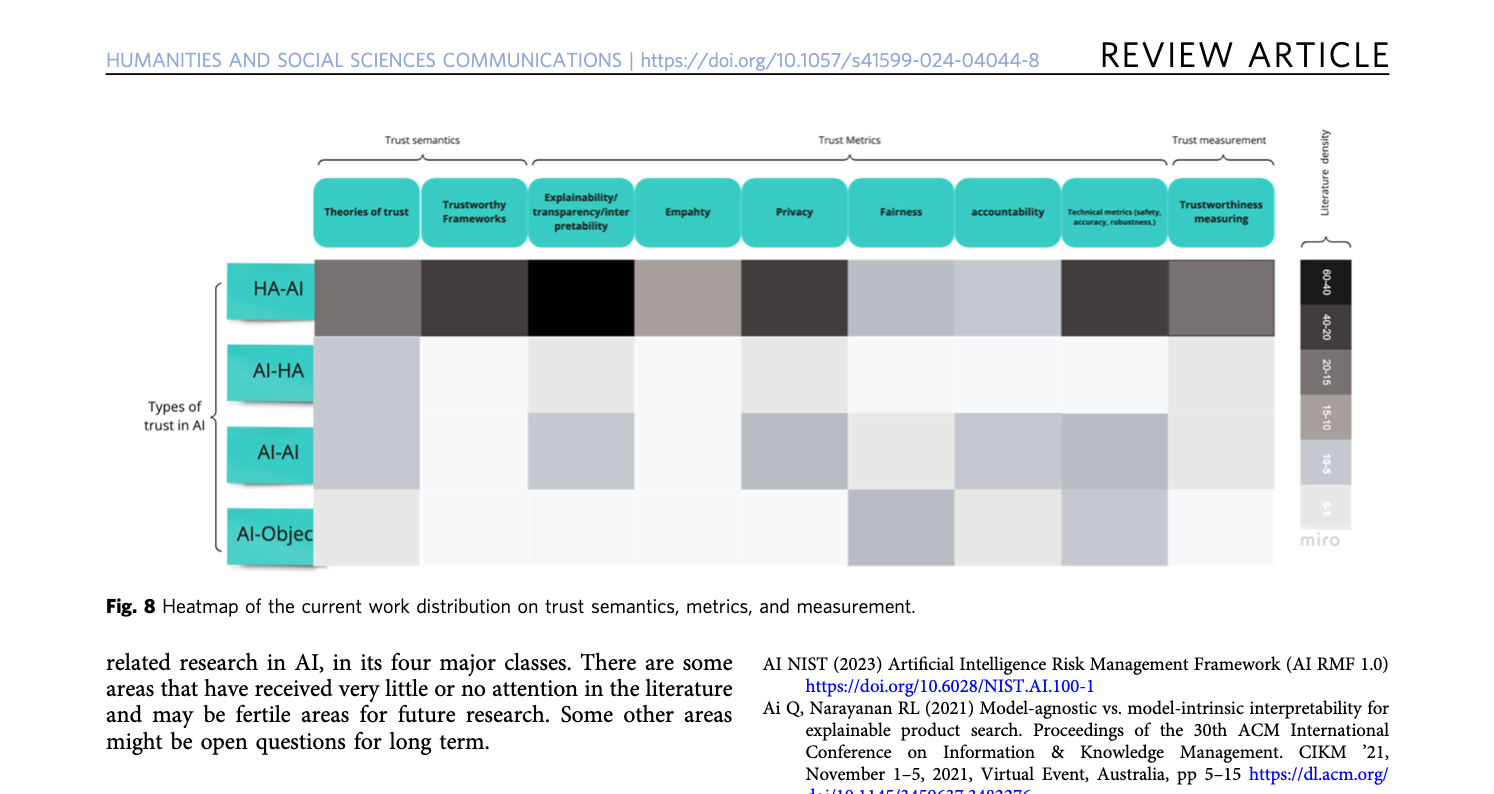 HUMANITIES AND SOCIAL SCIENCES COMMUNICATIONS | https://doi.org/10.1057/s41599-024-04044-8
REVIEW ARTICLE
Trust semantics
Trust Metrics
Trust measurement
Literature density
Theories of trust
Trustworthy
Frameworks
Explainability/
transparency/inter
pretability
Empahty
Privacy
Fairness
accountability
Technical metrics (safety,
accuracy, robustness,)
Trustworthiness
measuring
HA-AI
AI-HA
AI-AI
AI-Objec
Types of
trust in AI
60-40
40-20
20-15
15-10
10-5
5-1
miro
Fig. 8 Heatmap of the current work distribution on trust semantics, metrics, and measurement.
related research in AI, in its four major classes. There are some
areas that have received very little or no attention in the literature
and may be fertile areas for future research. Some other areas
might be open questions for long term.
AI NIST (2023) Artificial Intelligence Risk Management Framework (AI RMF 1.0)
https://doi.org/10.6028/NIST.AI.100-1
Ai Q, Narayanan RL (2021) Model-agnostic vs. model-intrinsic interpretability for
explainable product search. Proceedings of the 30th ACM International
Conference on Information & Knowledge Management. CIKM ’21,
November 1–5, 2021, Virtual Event, Australia, pp 5–15 https://dl.acm.org/